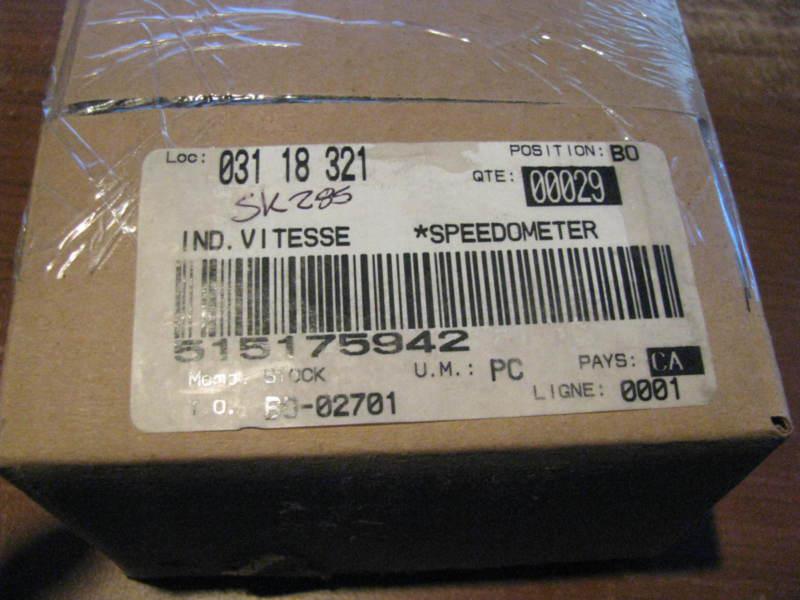 Loc: 031 18 321 POSITION: BO
SK285 QTE: 00029
IND. VITESSE *SPEEDOMETER
515175942
STOCK U.M.: PC PAYS: CA
BO-02701 LIGNE: 0001